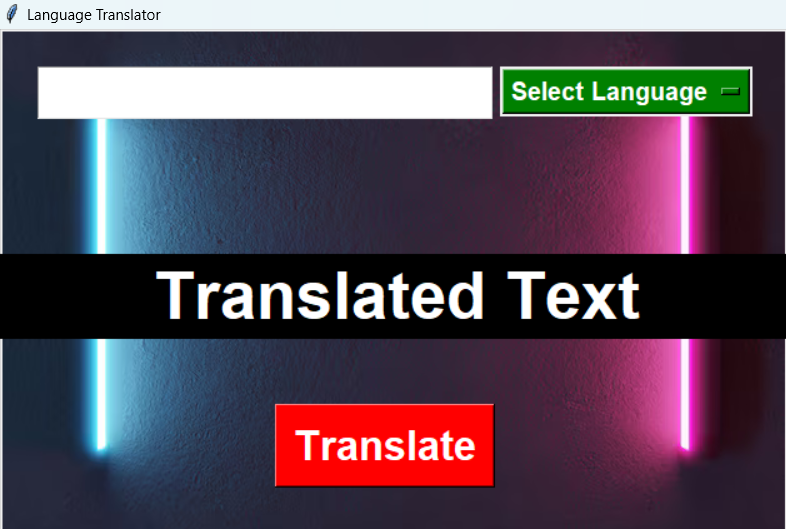 Language Translator
Select Language
Translated Text
Translate